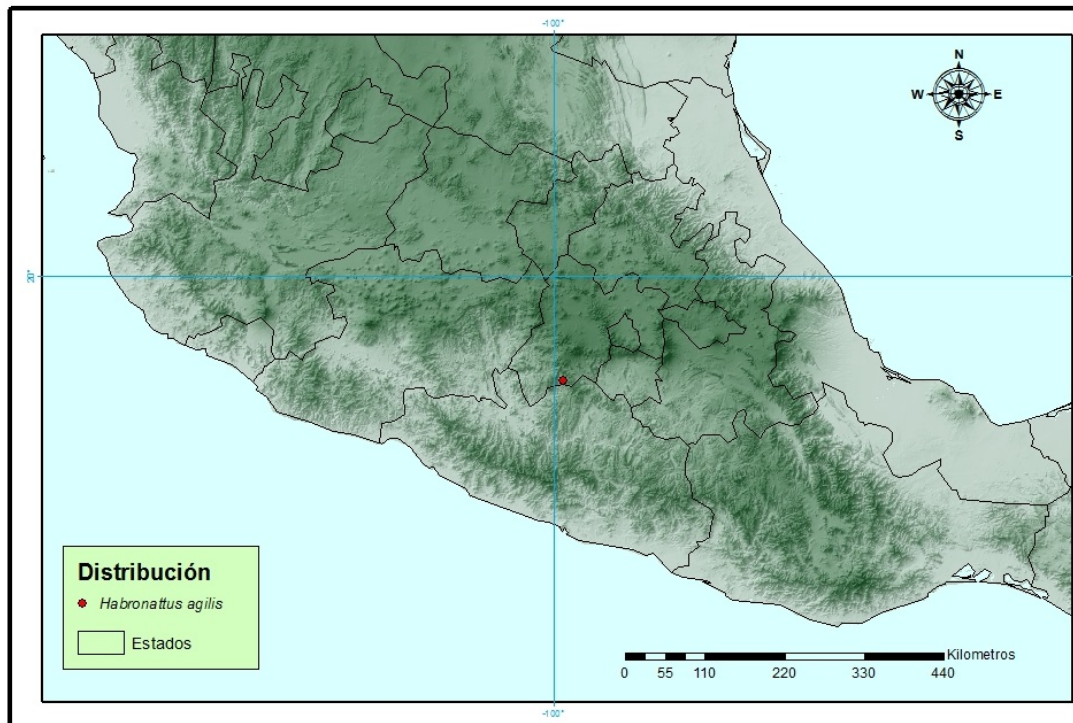 -100°
N
W E
S
20°
Distribución
Habronattus agilis
Estados
Kilometros
0 55 110 220 330 440
-100°